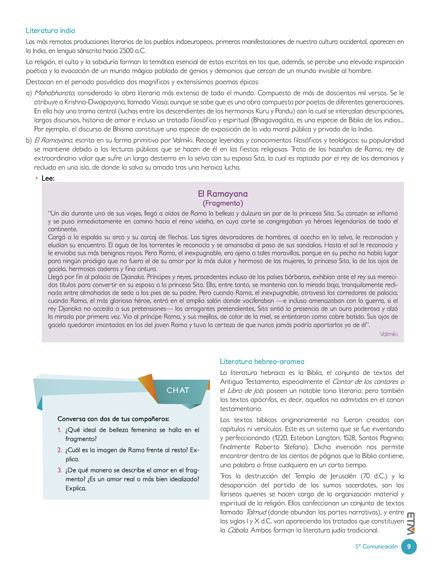 Literatura india
Las más remotas producciones literarias de los pueblos indoeuropeos, primeras manifestaciones de nuestra cultura occidental, aparecen en
la India, en lengua sánscrita hacia 2500 a.C.
La religión, el culto y la sabiduría forman la temática esencial de estos escritos en los que, además, se percibe una elevada inspiración
poética y la evocación de un mundo mágico poblado de genios y demonios que cercan de un mundo invisible al hombre.
Destacan en el periodo posvédico dos magníficos y extensísimos poemas épicos:
a) Mahabharata, considerado la obra literaria más extensa de todo el mundo. Compuesto de más de doscientos mil versos. Se le
atribuye a Krishna-Dwaipayana, llamado Viasa; aunque se sabe que es una obra compuesta por poetas de diferentes generaciones.
En ella hay una trama central (luchas entre los descendientes de los hermanos Kuru y Pandu) con la cual se intercalan descripciones,
largos discursos, historia de amor e incluso un tratado filosófico y espiritual (Bhagavagdita, es una especie de Biblia de los indios...
Por ejemplo, el discurso de Bhisma constituye una especie de exposición de la vida moral pública y privada de la India.
b) El Ramayana, escrito en su forma primitiva por Valmiki. Recoge leyendas y conocimientos filosóficos y teológicos; su popularidad
se mantiene debido a las lecturas públicas que se hacen de él en las fiestas religiosas. Trata de las hazañas de Rama, rey de
extraordinario valor que sufre un largo destierro en la selva con su esposa Sita, la cual es raptada por el rey de los demonios y
recluida en una isla, de donde la salva su amado tras una heroica lucha.
• Lee:
El Ramayana
(Fragmento)
"Un día durante uno de sus viajes, llegó a oídos de Rama la belleza y dulzura sin par de la princesa Sita. Su corazón se inflamó
y se puso inmediatamente en camino hacia el reino videha, en cuya corte se congregaban ya héroes legendarios de todo el
continente.
Cargó a la espalda su arco y su carcaj de flechas. Los tigres devoradores de hombres, al acecho en la selva, le reconocían y
eludían su encuentro. El agua de los torrentes le reconocía y se amansaba al paso de sus sandalias. Hasta el sol le reconocía y
le enviaba sus más benignos rayos. Pero Rama, el inexpugnable, era ajeno a tales maravillas, porque en su pecho no había lugar
para ningún prodigio que no fuera el de su amor por la más dulce y hermosa de las mujeres, la princesa Sita, la de los ojos de
gacela, hermosas caderas y fina cintura.
Llegó por fin al palacio de Djanaka. Príncipes y reyes, procedentes incluso de los países bárbaros, exhibían ante el rey sus mereci-
dos títulos para convertir en su esposa a la princesa Sita. Ella, entre tanto, se mantenía con la mirada baja, tranquilamente recli-
nada entre almohadas de seda a los pies de su padre. Pero cuando Rama, el inexpugnable, atravesó los corredores de palacio;
cuando Rama, el más glorioso héroe, entró en el amplio salón donde vociferaban —e incluso amenazaban con la guerra, si el
rey Djanaka no accedía a sus pretensiones— los arrogantes pretendientes, Sita sintió la presencia de un aura poderosa y alzó
la mirada por primera vez. Vio al príncipe Rama, y sus mejillas, de color de la miel, se entintaron como cobre batido. Sus ojos de
gacela quedaron imantados en los del joven Rama y tuvo la certeza de que nunca jamás podría apartarlos ya de él".
Valmiki
CHAT
Conversa con dos de tus compañeros:
1. ¿Qué ideal de belleza femenina se halla en el
fragmento?
2. ¿Cuál es la imagen de Rama frente al resto? Ex-
plica.
3. ¿De qué manera se describe el amor en el frag-
mento? ¿Es un amor real o más bien idealizado?
Explica.
Literatura hebreo-aramea
La literatura hebraica es la Biblia, el conjunto de textos del
Antiguo Testamento, especialmente el Cantar de los cantares o
el Libro de Job, poseen un notable tono literario; pero también
los textos apócrifos, es decir, aquellos no admitidos en el canon
testamentario.
Los textos bíblicos originariamente no fueron creados con
capítulos ni versículos. Este es un sistema que se fue inventando
y perfeccionando (1220, Esteban Langton; 1528, Santos Pagnino;
finalmente Roberto Stefano). Dicha invención nos permite
encontrar dentro de los cientos de páginas que la Biblia contiene,
una palabra o frase cualquiera en un corto tiempo.
Tras la destrucción del Templo de Jerusalén (70 d.C.) y la
desaparición del partido de los sumos sacerdotes, son los
fariseos quienes se hacen cargo de la organización material y
espiritual de la religión. Ellos confeccionan un conjunto de textos
llamado Talmud (donde abundan las partes narrativas), y entre
los siglos I y X d.C. van apareciendo los tratados que constituyen
la Cábala. Ambos forman la literatura judía tradicional.
5° Comunicación
9